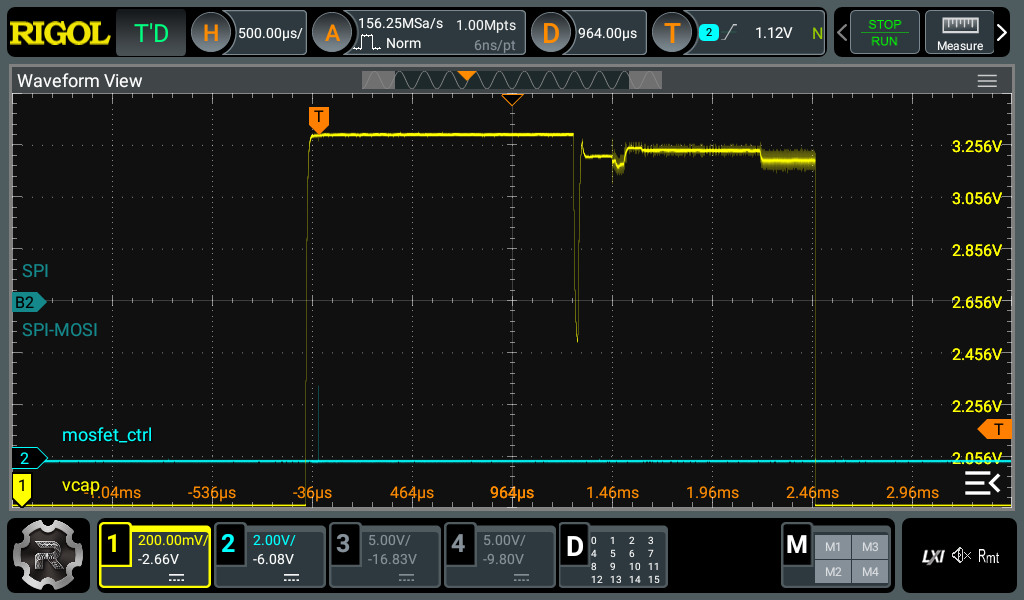 RIGOL T'D H 500.00µs/ A 156.25MSa/s 1.00Mpts Norm 6ns/pt D 964.00µs T 2 1.12V N STOP RUN Measure
Waveform View
T
3.256V
3.056V
2.856V
SPI
B2 2.656V
SPI-MOSI
2.456V
2.256V
T
mosfet_ctrl
2 2.056V
1 vcap
-1.04ms -536µs -36µs 464µs 964µs 1.46ms 1.96ms 2.46ms 2.96ms
1 200.00mV/ -2.66V
2 2.00V/ -6.08V
3 5.00V/ -16.83V
4 5.00V/ -9.80V
D 0 1 2 3
4 5 6 7
8 9 10 11
12 13 14 15
M M1 M3
M2 M4
LXI Rmt